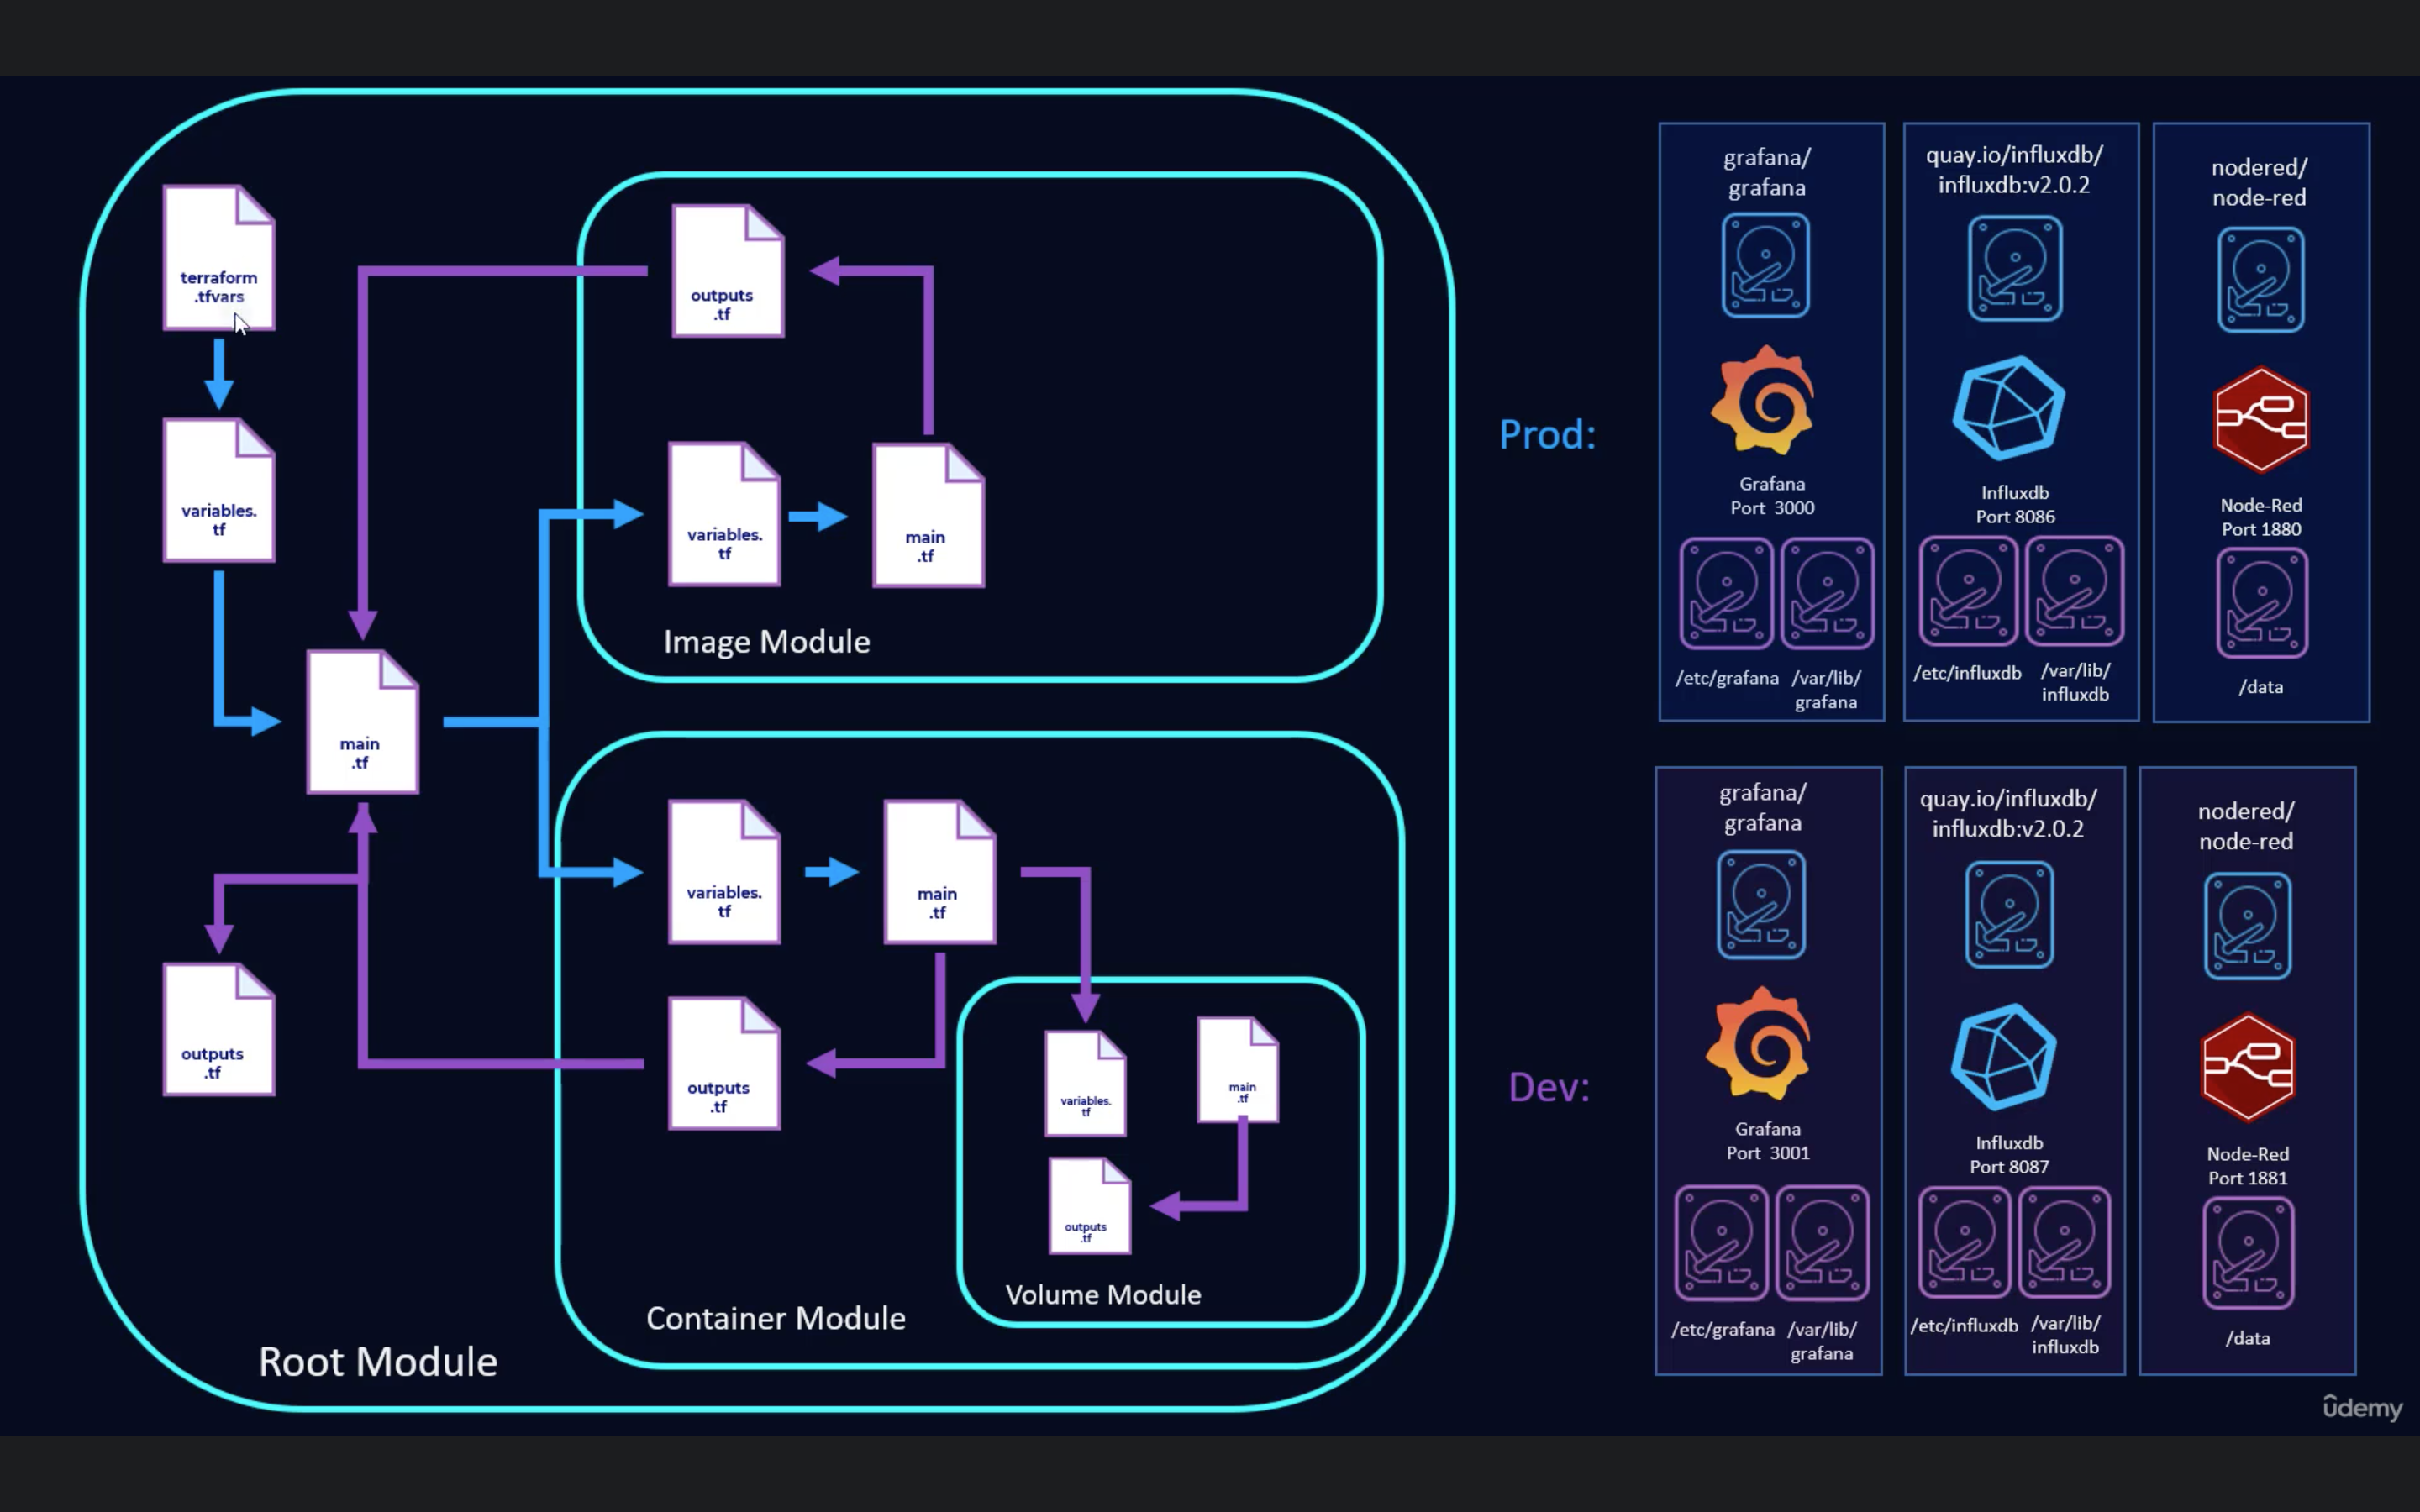 terraform
.tfvars
variables.
tf
main
.tf
outputs
.tf
Root Module
outputs
.tf
variables.
tf
main
.tf
Image Module
variables.
tf
main
.tf
outputs
.tf
Container Module
variables.
tf
main
.tf
outputs
.tf
Volume Module
Prod:
grafana/
grafana
Grafana
Port 3000
/etc/grafana
/var/lib/
grafana
quay.io/influxdb/
influxdb:v2.0.2
Influxdb
Port 8086
/etc/influxdb
/var/lib/
influxdb
nodered/
node-red
Node-Red
Port 1880
/data
Dev:
grafana/
grafana
Grafana
Port 3001
/etc/grafana
/var/lib/
grafana
quay.io/influxdb/
influxdb:v2.0.2
Influxdb
Port 8087
/etc/influxdb
/var/lib/
influxdb
nodered/
node-red
Node-Red
Port 1881
/data
ûdemy